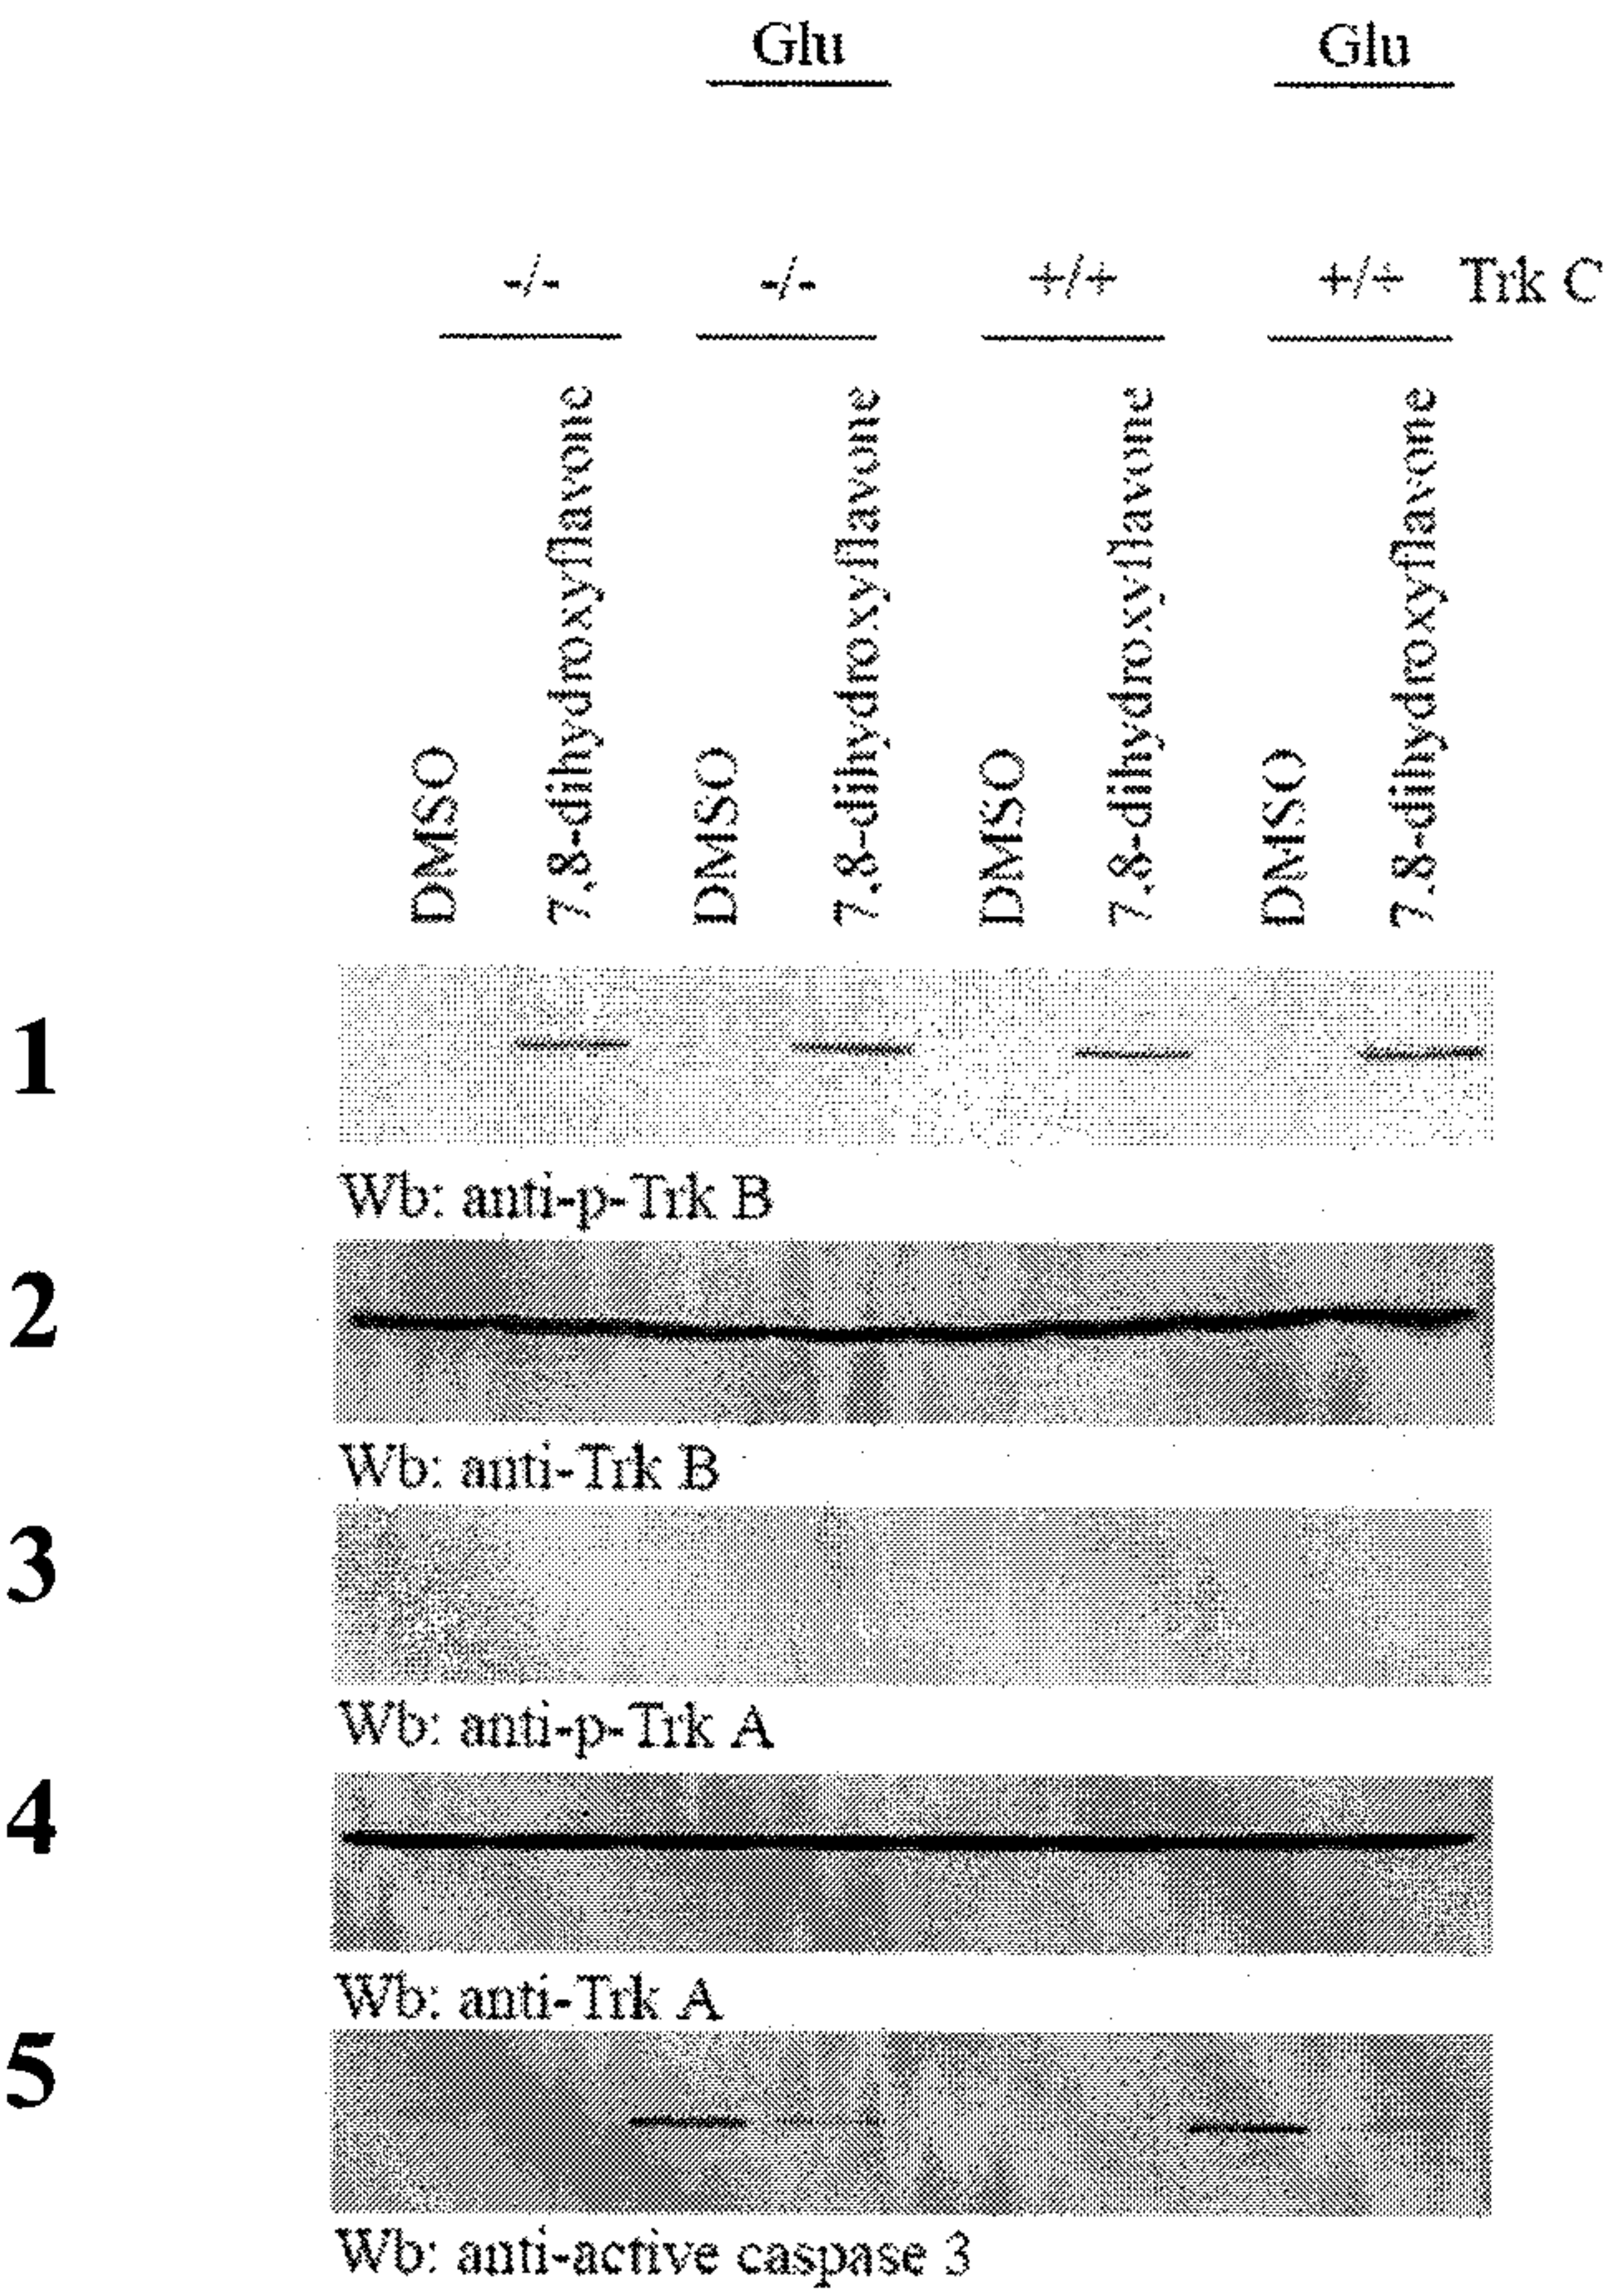 Glu Glu
-/- -/- +/+ +/+ Trk C
DMSO 7,8-dihydroxyflavone DMSO 7,8-dihydroxyflavone DMSO 7,8-dihydroxyflavone DMSO 7,8-dihydroxyflavone
1
Wb: anti-p-Trk B
2
Wb: anti-Trk B
3
Wb: anti-p-Trk A
4
Wb: anti-Trk A
5
Wb: anti-active caspase 3